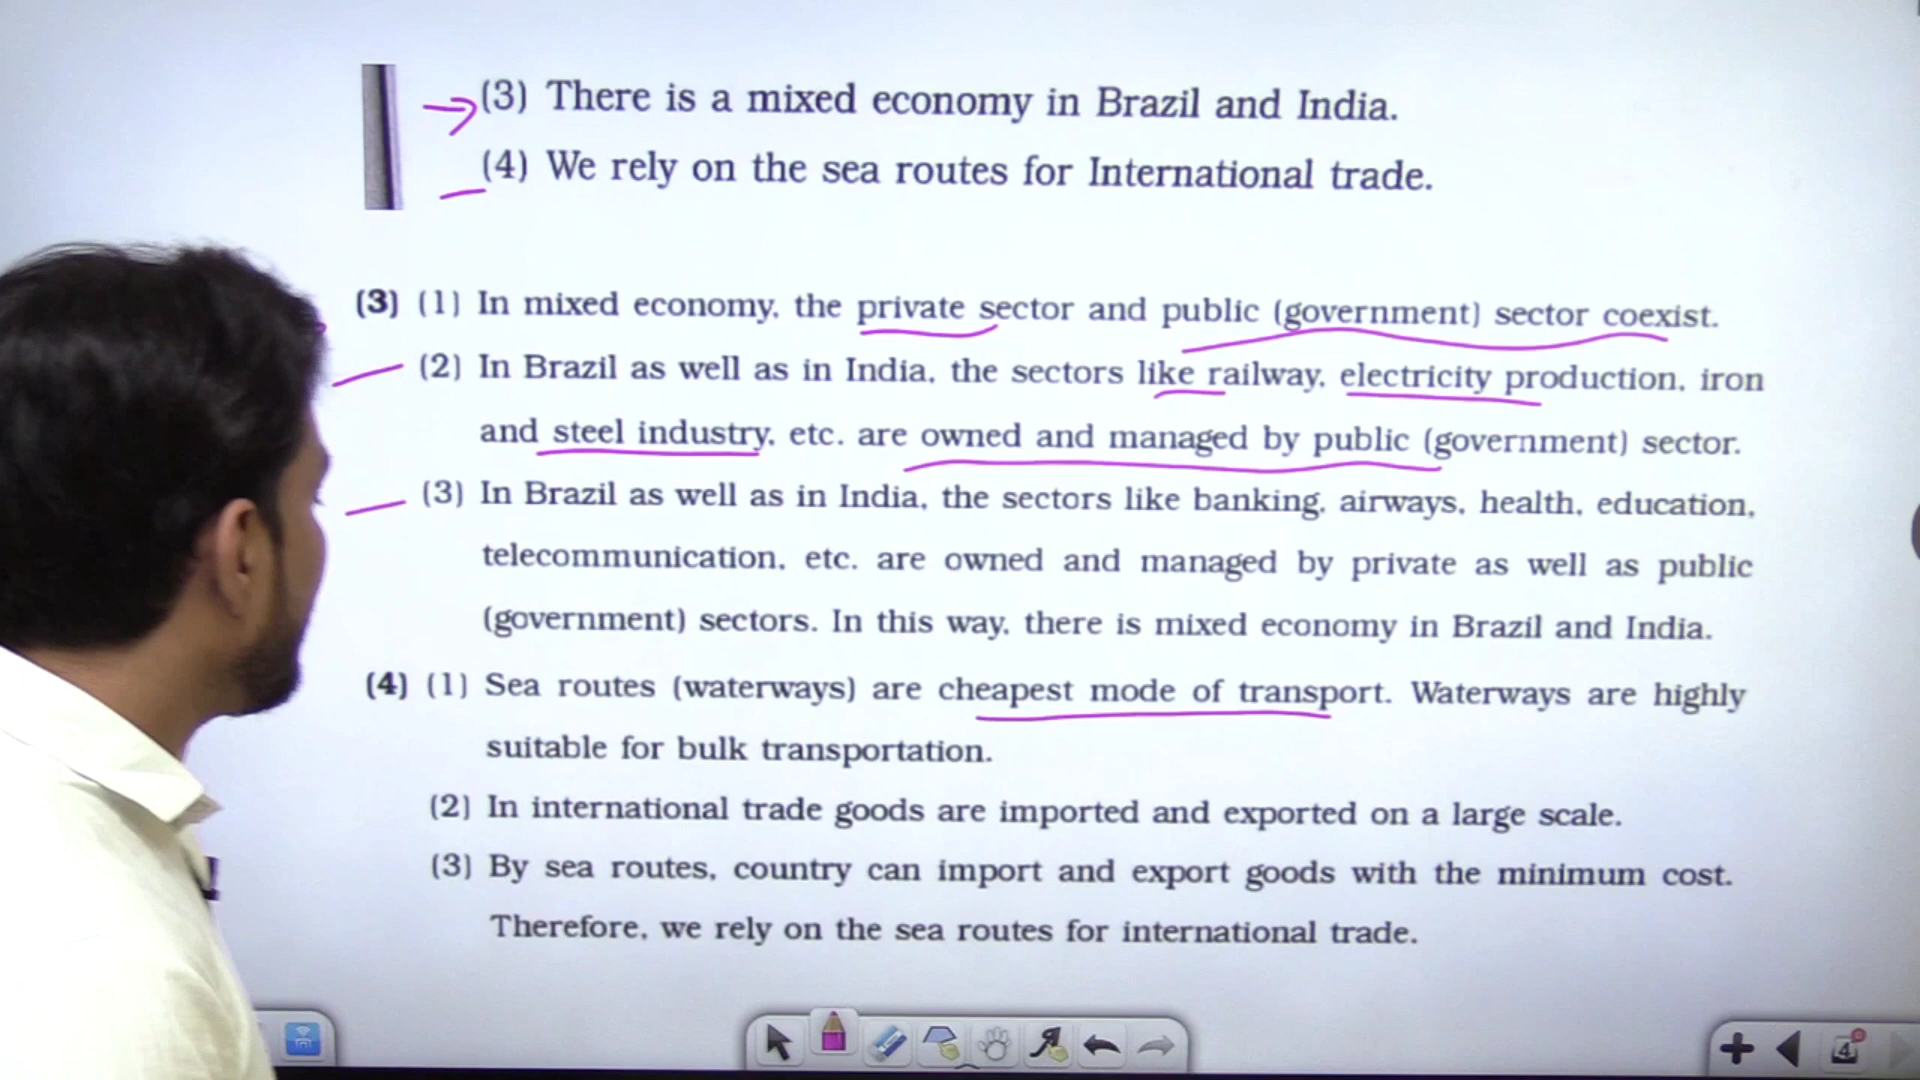 (3) There is a mixed economy in Brazil and India.
(4) We rely on the sea routes for International trade.
(3) (1) In mixed economy, the private sector and public (government) sector coexist.
(2) In Brazil as well as in India, the sectors like railway, electricity production, iron
and steel industry, etc. are owned and managed by public (government) sector.
(3) In Brazil as well as in India, the sectors like banking, airways, health, education,
telecommunication, etc. are owned and managed by private as well as public
(government) sectors. In this way, there is mixed economy in Brazil and India.
(4) (1) Sea routes (waterways) are cheapest mode of transport. Waterways are highly
suitable for bulk transportation.
(2) In international trade goods are imported and exported on a large scale.
(3) By sea routes, country can import and export goods with the minimum cost.
Therefore, we rely on the sea routes for international trade.
4